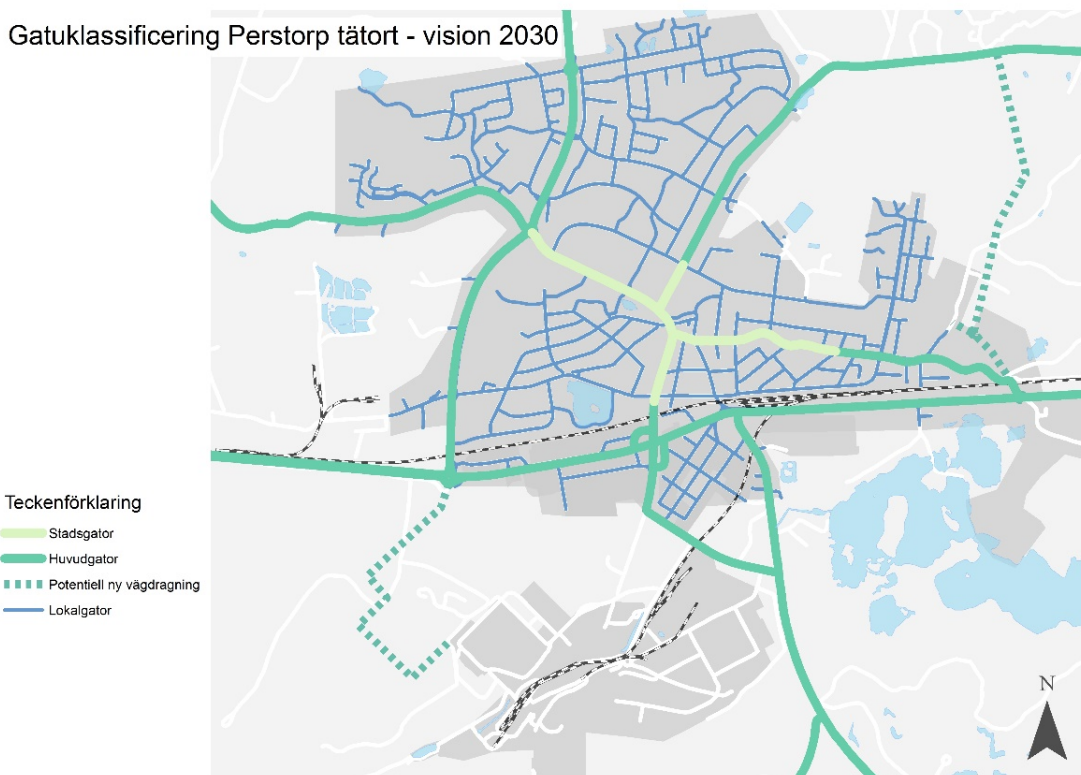 Gatuklassificering Perstorp tätort - vision 2030
Teckenförklaring
Stadsgator
Huvudgator
Potentiell ny vägdragning
Lokalgator
N